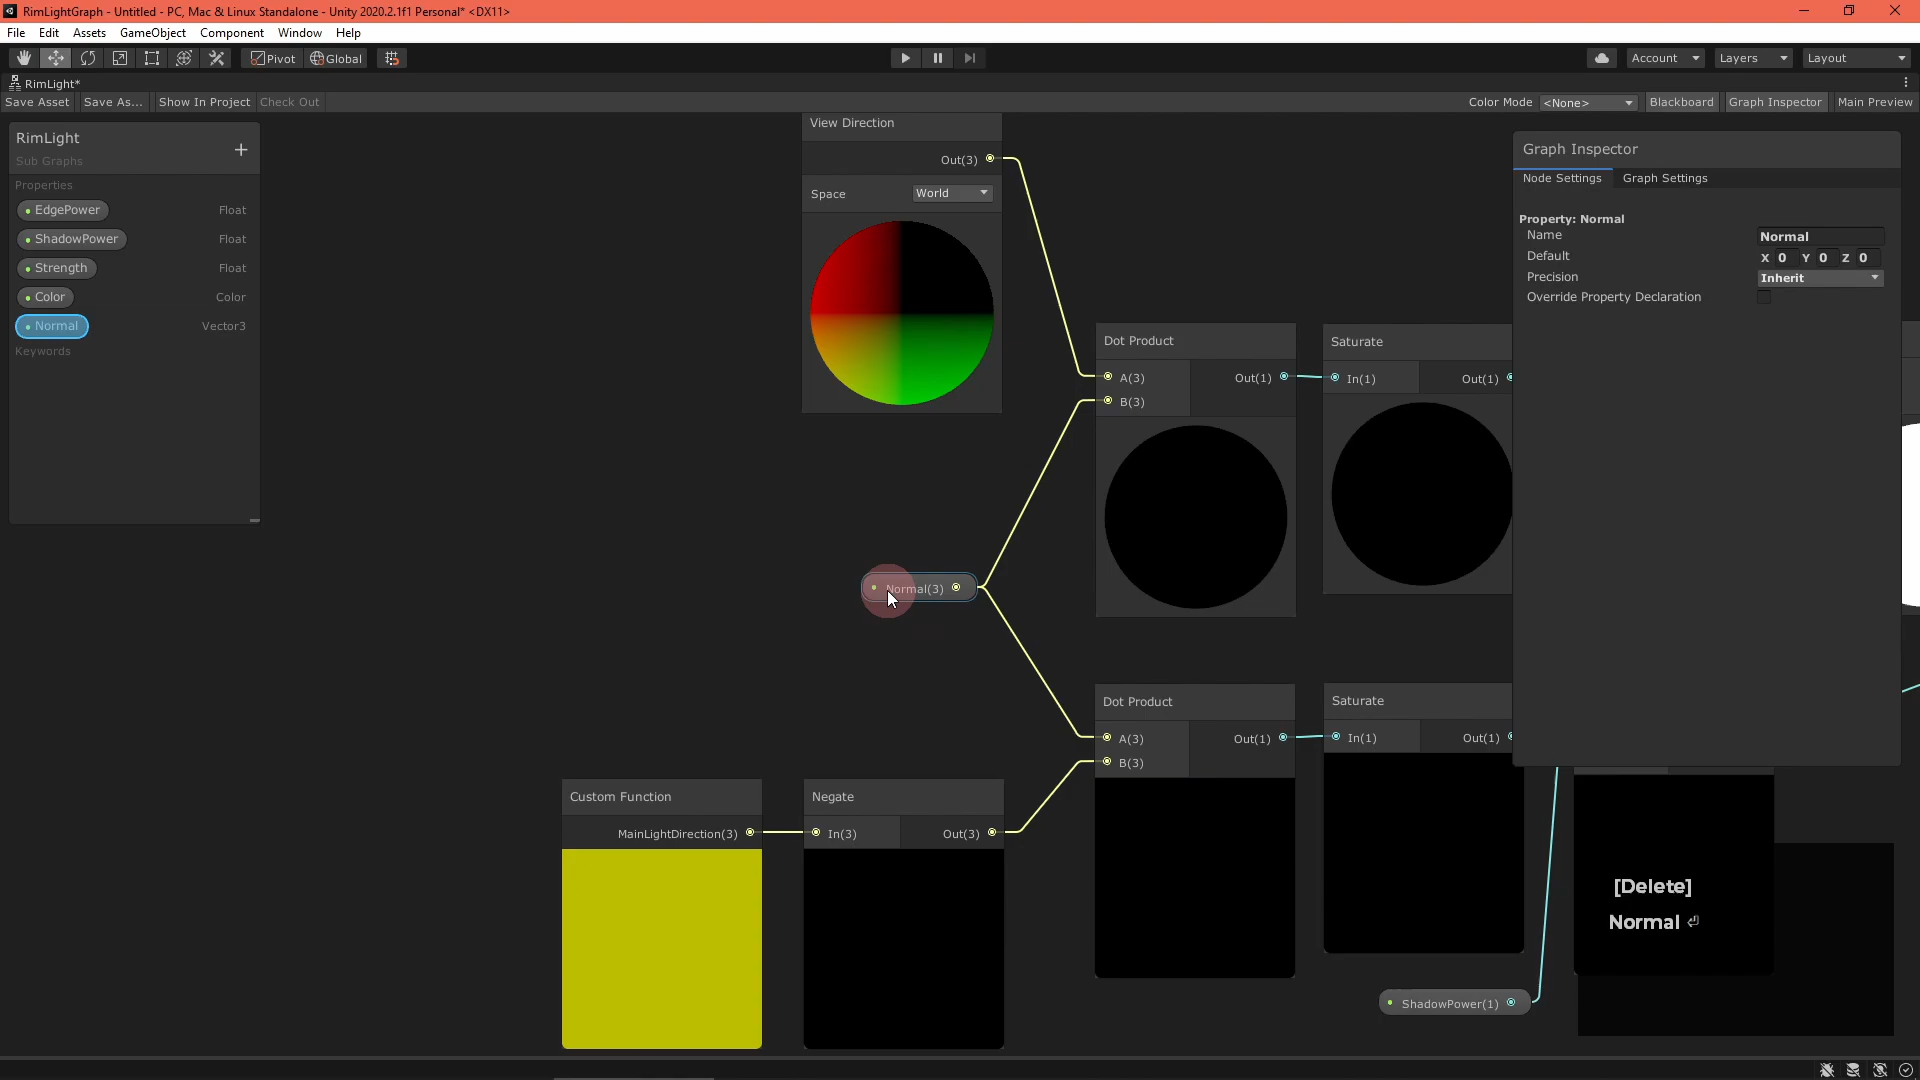 RimLightGraph - Untitled - PC, Mac & Linux Standalone - Unity 2020.2.1f1 Personal* <DX11>
File Edit Assets GameObject Component Window Help
Pivot Global Account Layers Layout
RimLight*
Save Asset Save As... Show In Project Check Out Color Mode <None> Blackboard Graph Inspector Main Preview
RimLight
Sub Graphs
Properties
EdgePower Float
ShadowPower Float
Strength Float
Color Color
Normal Vector3
Keywords
View Direction
Out(3)
Space World
Dot Product
A(3) Out(1)
B(3)
Saturate
In(1) Out(1)
Normal(3)
Dot Product
A(3) Out(1)
B(3)
Saturate
In(1) Out(1)
Custom Function
MainLightDirection(3)
Negate
In(3) Out(3)
ShadowPower(1)
Graph Inspector
Node Settings Graph Settings
Property: Normal
Name Normal
Default X 0 Y 0 Z 0
Precision Inherit
Override Property Declaration
[Delete]
Normal ⏎